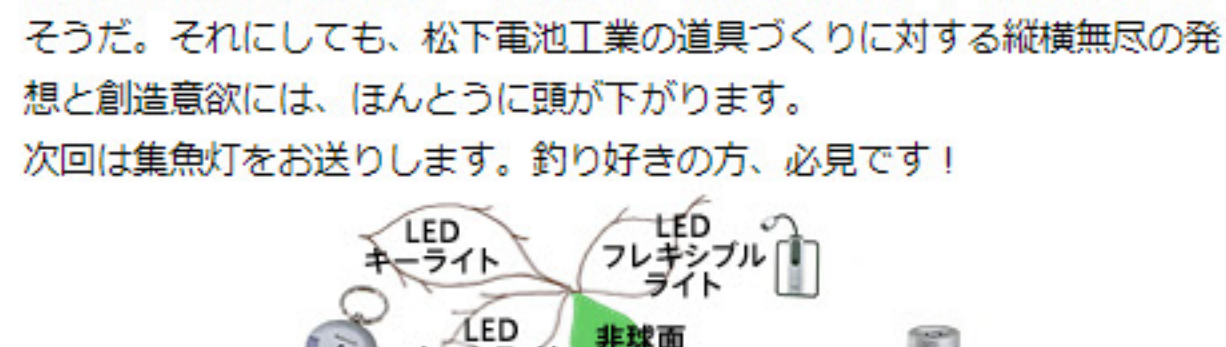 そうだ。それにしても、松下電池工業の道具づくりに対する縦横無尽の発
想と創造意欲には、ほんとうに頭が下がります。
次回は集魚灯をお送りします。釣り好きの方、必見です！
LED
キーライト
LED
フレキシブル
ライト
LED
非球面